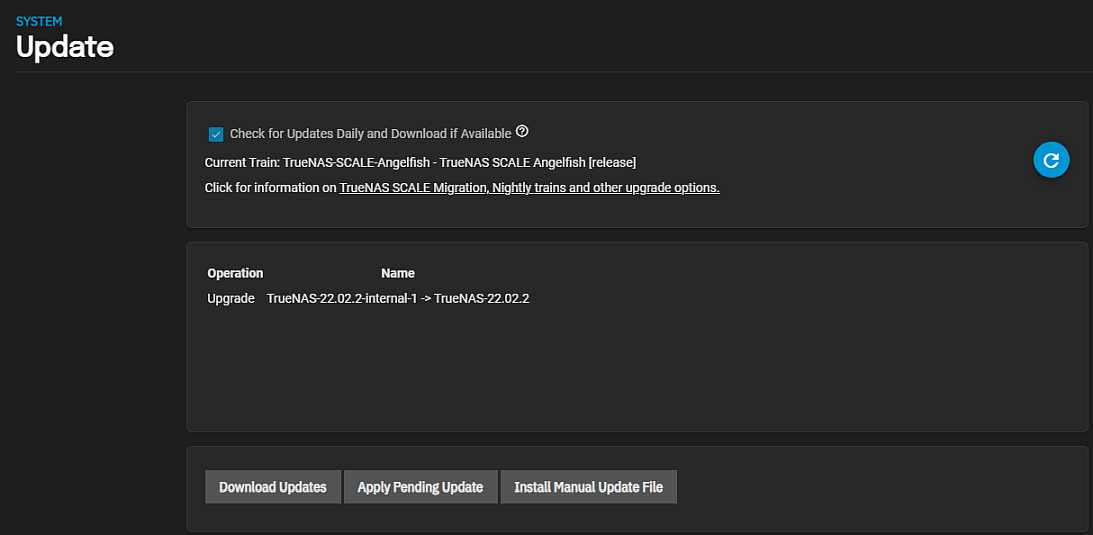 SYSTEM
Update
Check for Updates Daily and Download if Available
Current Train: TrueNAS-SCALE-Angelfish - TrueNAS SCALE Angelfish [release]
Click for information on TrueNAS SCALE Migration, Nightly trains and other upgrade options.
Operation Name
Upgrade TrueNAS-22.02.2-internal-1 -> TrueNAS-22.02.2
Download Updates Apply Pending Update Install Manual Update File